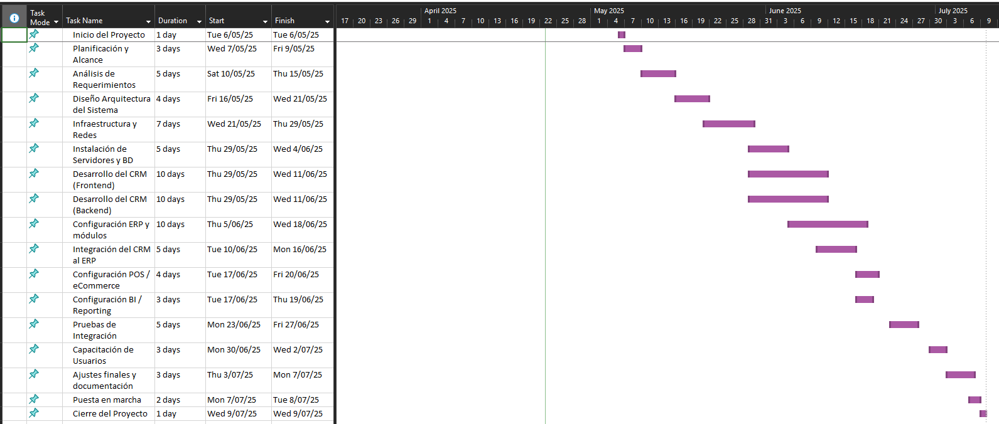 Task Mode Task Name Duration Start Finish
April 2025 May 2025 June 2025 July 2025
17 20 23 26 29 1 4 7 10 13 16 19 22 25 28 1 4 7 10 13 16 19 22 25 28 31 3 6 9 12 15 18 21 24 27 30 3 6 9
Inicio del Proyecto 1 day Tue 6/05/25 Tue 6/05/25
Planificación y 3 days Wed 7/05/25 Fri 9/05/25
Alcance
Análisis de 5 days Sat 10/05/25 Thu 15/05/25
Requerimientos
Diseño Arquitectura 4 days Fri 16/05/25 Wed 21/05/25
del Sistema
Infraestructura y 7 days Wed 21/05/25 Thu 29/05/25
Redes
Instalación de 5 days Thu 29/05/25 Wed 4/06/25
Servidores y BD
Desarrollo del CRM 10 days Thu 29/05/25 Wed 11/06/25
(Frontend)
Desarrollo del CRM 10 days Thu 29/05/25 Wed 11/06/25
(Backend)
Configuración ERP y 10 days Thu 5/06/25 Wed 18/06/25
módulos
Integración del CRM 5 days Tue 10/06/25 Mon 16/06/25
al ERP
Configuración POS / 4 days Tue 17/06/25 Fri 20/06/25
eCommerce
Configuración BI / 3 days Tue 17/06/25 Thu 19/06/25
Reporting
Pruebas de 5 days Mon 23/06/25 Fri 27/06/25
Integración
Capacitación de 3 days Mon 30/06/25 Wed 2/07/25
Usuarios
Ajustes finales y 3 days Thu 3/07/25 Mon 7/07/25
documentación
Puesta en marcha 2 days Mon 7/07/25 Tue 8/07/25
Cierre del Proyecto 1 day Wed 9/07/25 Wed 9/07/25